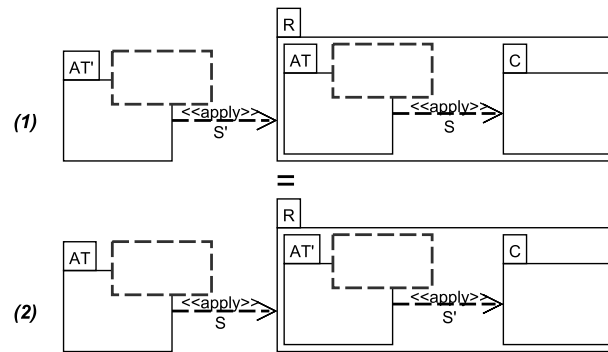 R
AT'
AT
C
<<apply>>
<<apply>>
(1)
S'
S
=
R
AT
AT'
C
<<apply>>
<<apply>>
(2)
S
S'